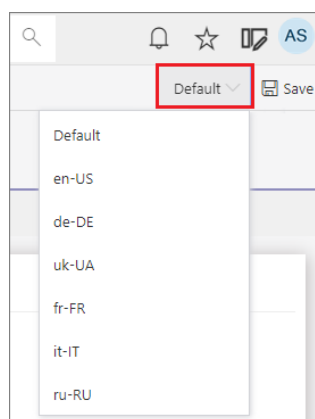 AS
Default
Save
Default
en-US
de-DE
uk-UA
fr-FR
it-IT
ru-RU